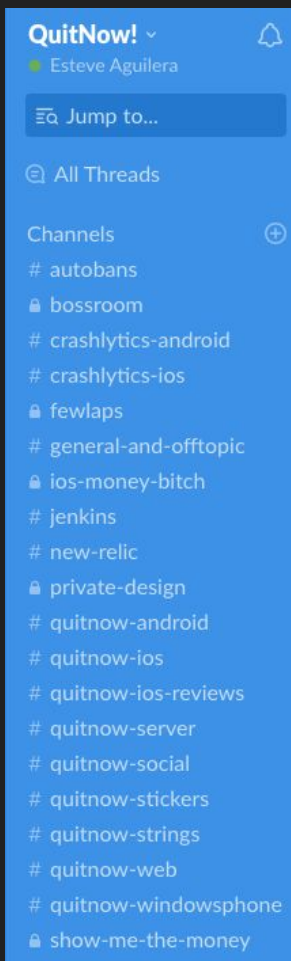 QuitNow!
Esteve Aguilera
Jump to...
All Threads
Channels
# autobans
bossroom
# crashlytics-android
# crashlytics-ios
fewlaps
# general-and-offtopic
ios-money-bitch
# jenkins
# new-relic
private-design
# quitnow-android
# quitnow-ios
# quitnow-ios-reviews
# quitnow-server
# quitnow-social
# quitnow-stickers
# quitnow-strings
# quitnow-web
# quitnow-windowsphone
show-me-the-money